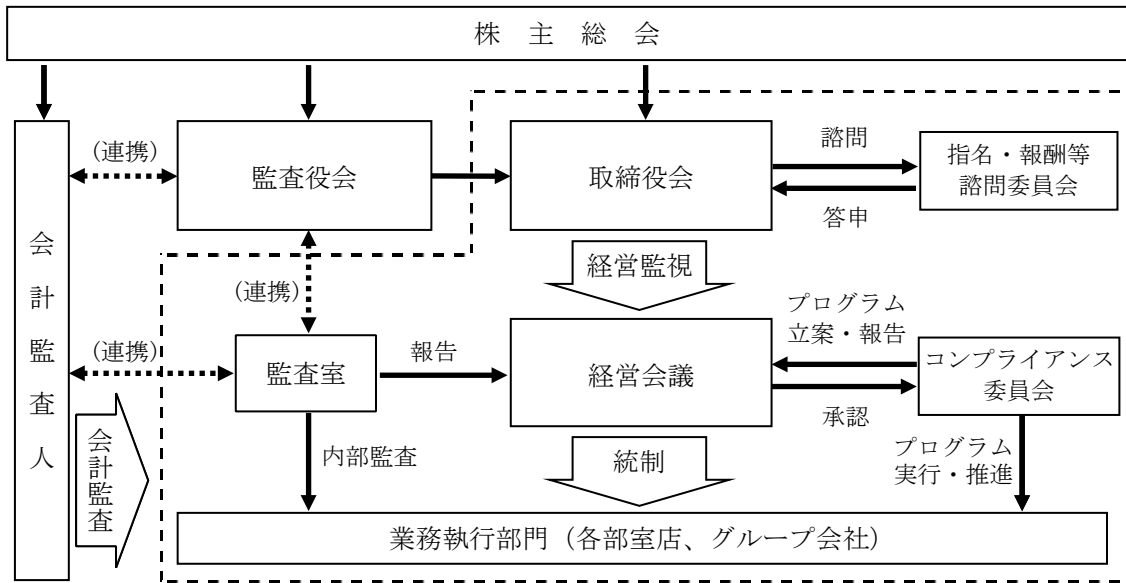 株主総会
(連携)
監査役会
取締役会
諮問
答申
指名・報酬等
諮問委員会
会計監査人
(連携)
経営監視
(連携)
監査室
報告
経営会議
プログラム
立案・報告
承認
コンプライアンス
委員会
会計監査
内部監査
統制
プログラム
実行・推進
業務執行部門（各部室店、グループ会社）